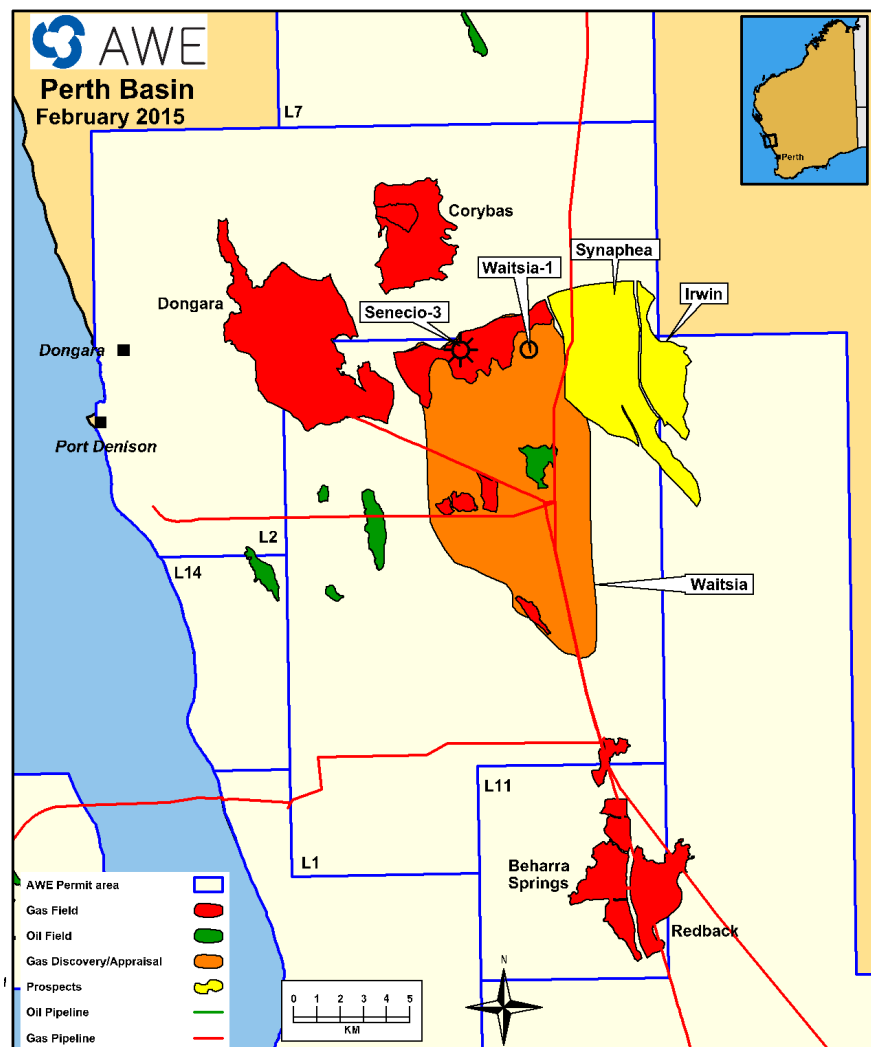 AWE
Perth Basin
February 2015
Perth
L7
Corybas
Synaphea
Waitsia-1
Irwin
Dongara
Senecio-3
Dongara
Port Denison
L2
L14
Waitsia
L11
L1
Beharra
Springs
Redback
AWE Permit area
Gas Field
Oil Field
Gas Discovery/Appraisal
Prospects
Oil Pipeline
Gas Pipeline
N
0 1 2 3 4 5
KM